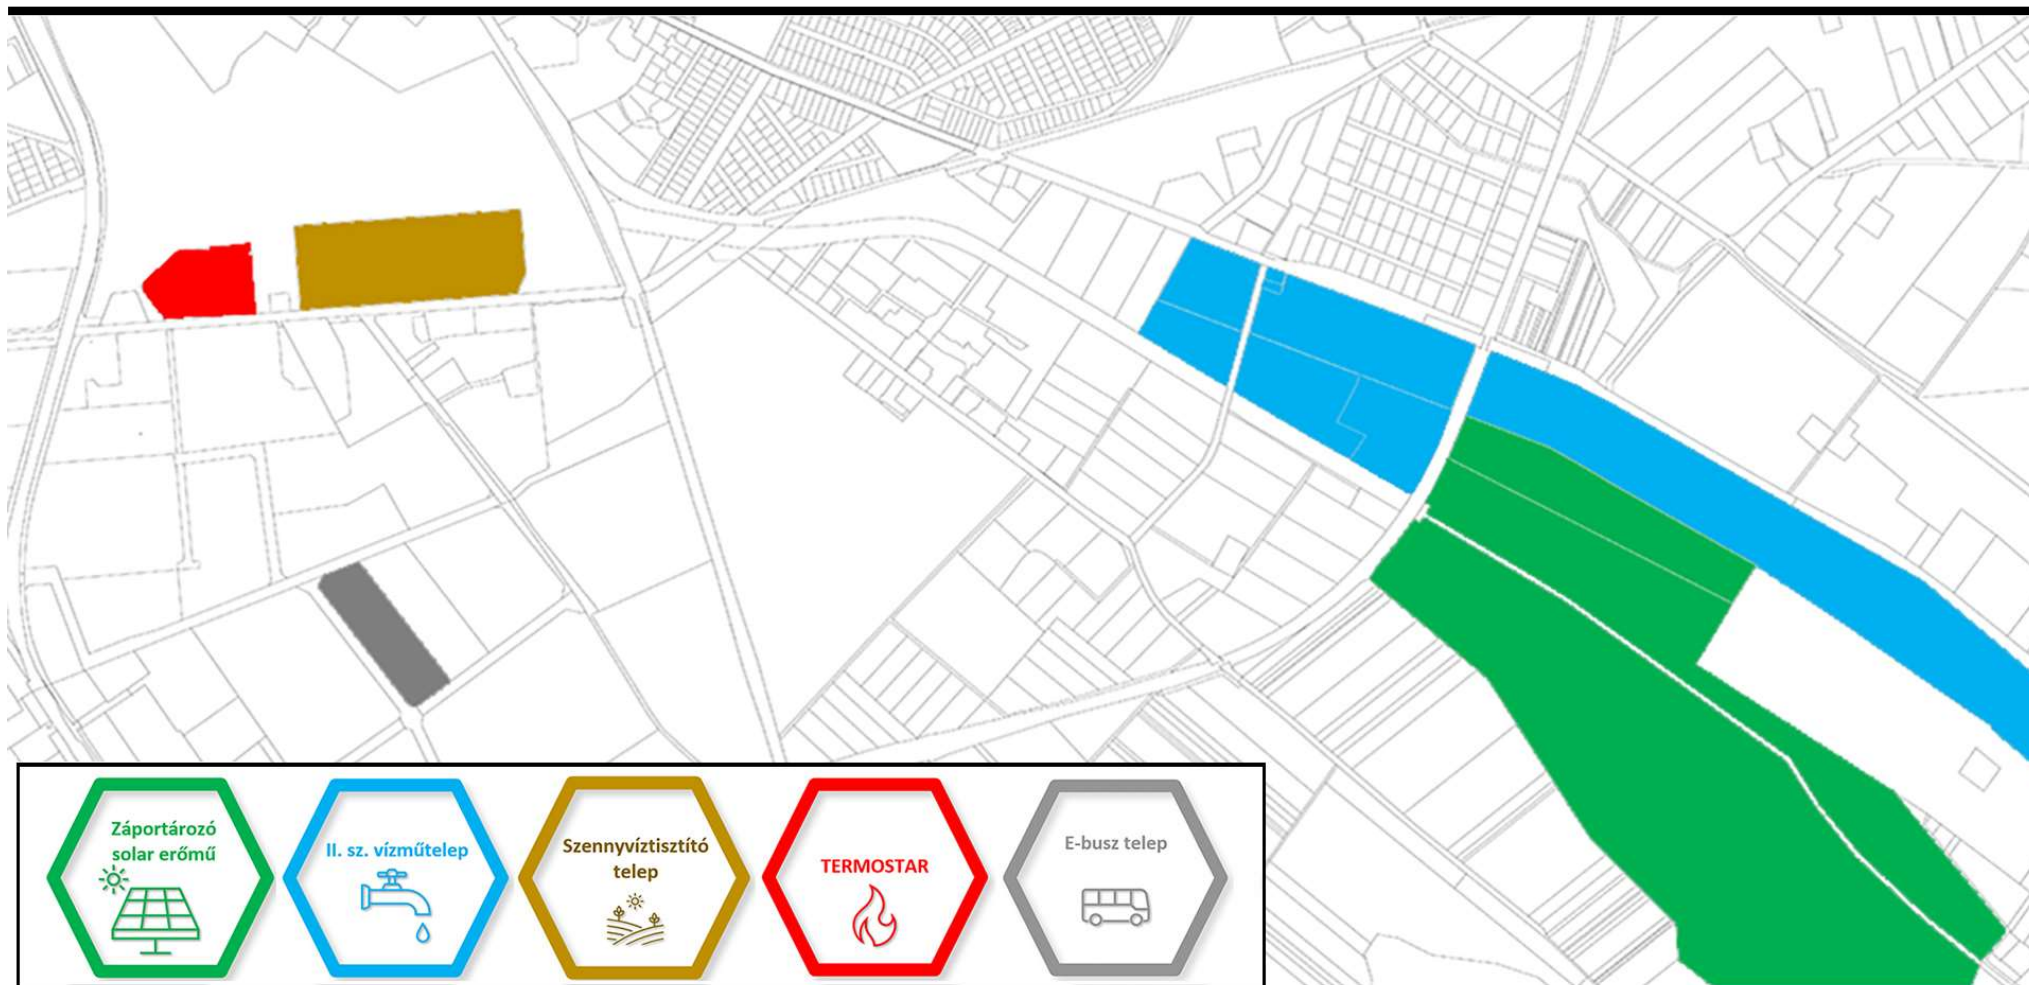 Záportározó
solar erőmű
II. sz. vízműtelep
Szennyvíztisztító
telep
TERMOSTAR
E-busz telep